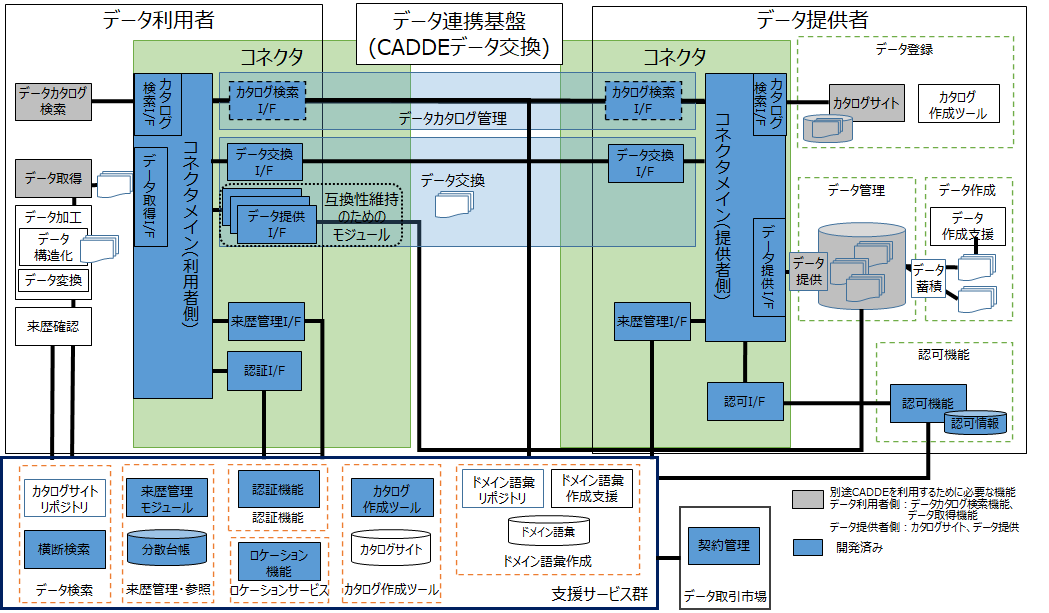 データ利用者
データ連携基盤
(CADDEデータ交換)
データ提供者
コネクタ
コネクタ
データカタログ
検索
カタログ
検索I/F
カタログ検索
I/F
データカタログ管理
カタログ検索
I/F
カタログ
検索I/F
データ登録
カタログサイト
カタログ
作成ツール
データ取得
データ取得I/F
コネクタメイン(利用者側)
データ交換
I/F
データ交換
データ交換
I/F
コネクタメイン(提供者側)
データ提供
I/F
互換性維持
のための
モジュール
データ加工
データ
構造化
データ変換
来歴確認
データ提供I/F
データ
提供
データ管理
データ
蓄積
データ作成
データ
作成支援
来歴管理I/F
認証I/F
来歴管理I/F
認可I/F
認可機能
認可機能
認可情報
カタログサイト
リポジトリ
横断検索
データ検索
来歴管理
モジュール
分散台帳
来歴管理・参照
認証機能
認証機能
ロケーション
機能
ロケーションサービス
カタログ
作成ツール
カタログサイト
カタログ作成ツール
ドメイン語彙
リポジトリ
ドメイン語彙
作成支援
ドメイン語彙
ドメイン語彙作成
支援サービス群
契約管理
データ取引市場
別途CADDEを利用するために必要な機能
データ利用者側:データカタログ検索機能、
データ取得機能
データ提供者側:カタログサイト、データ提供
開発済み